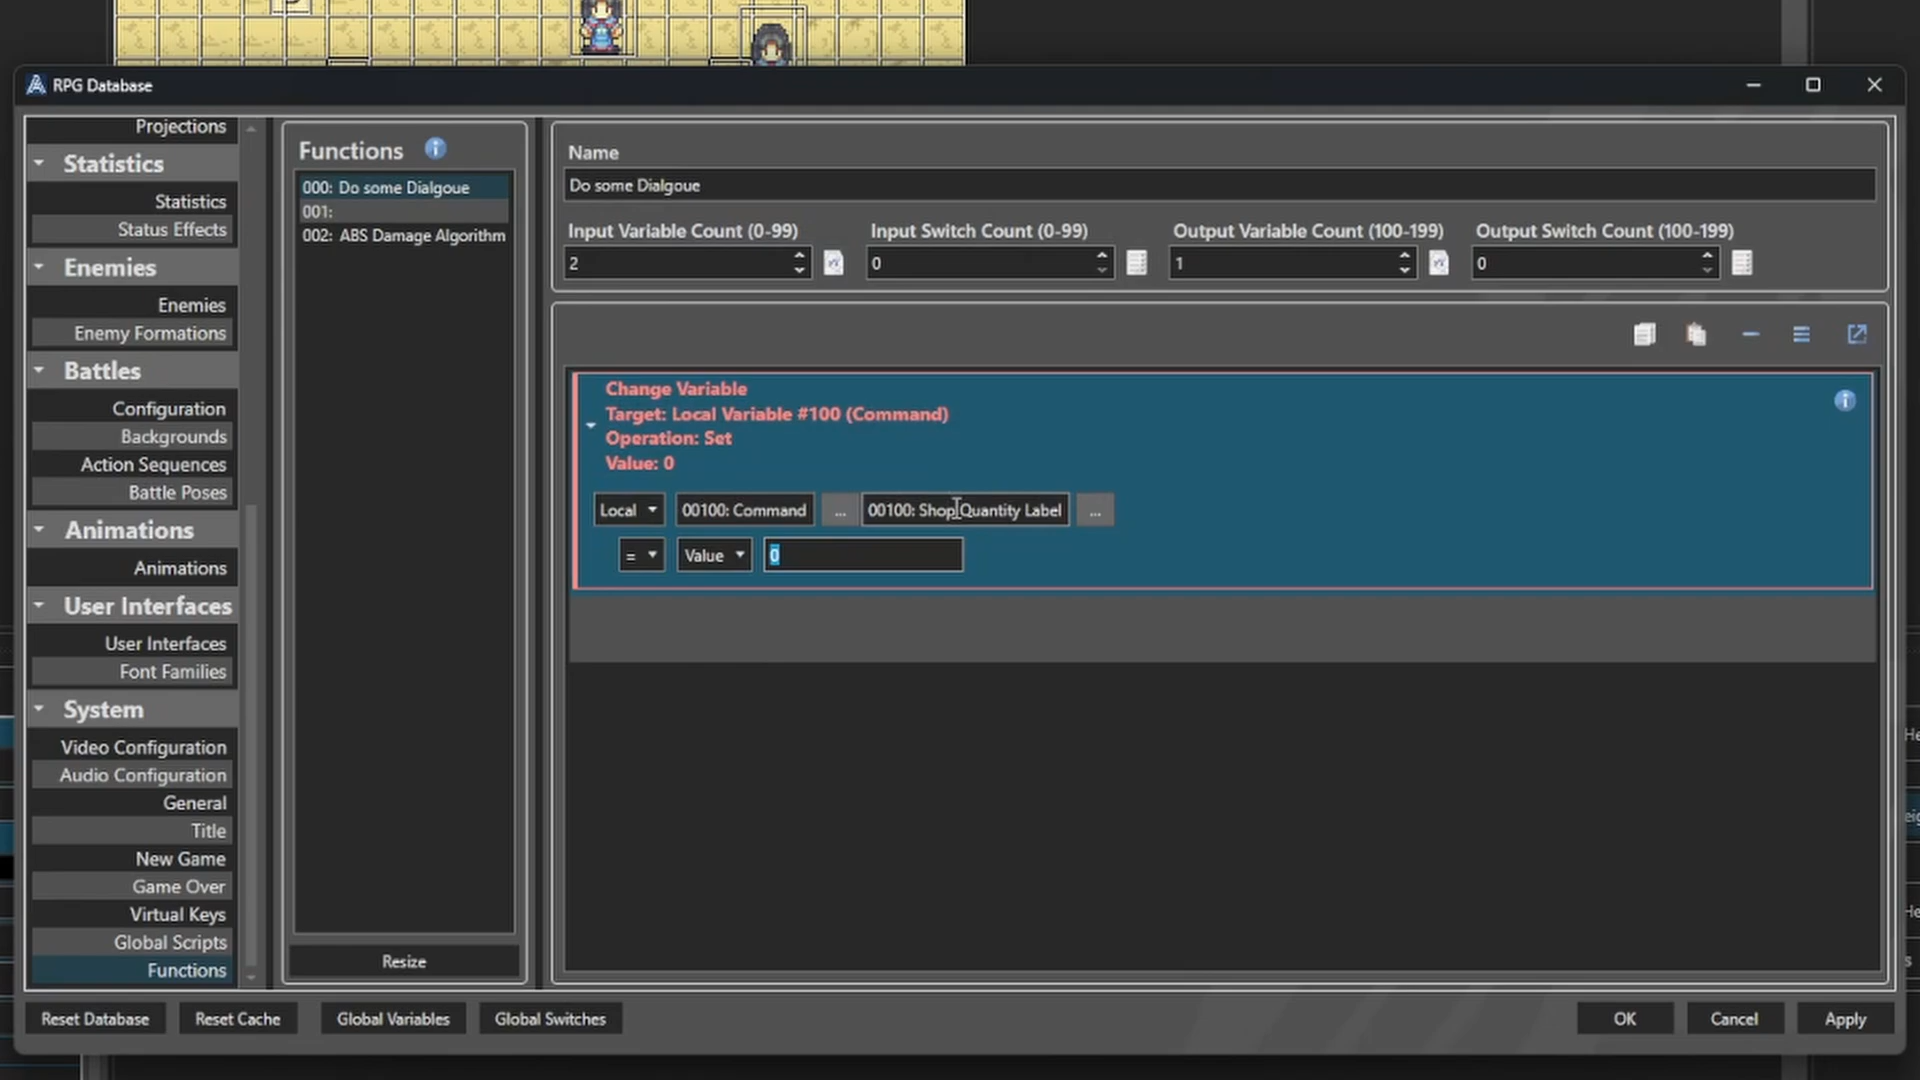 RPG Database
Projections
Statistics
Statistics
Status Effects
Enemies
Enemies
Enemy Formations
Battles
Configuration
Backgrounds
Action Sequences
Battle Poses
Animations
Animations
User Interfaces
User Interfaces
Font Families
System
Video Configuration
Audio Configuration
General
Title
New Game
Game Over
Virtual Keys
Global Scripts
Functions
Functions
000: Do some Dialgoue
001:
002: ABS Damage Algorithm
Resize
Name
Do some Dialgoue
Input Variable Count (0-99) Input Switch Count (0-99) Output Variable Count (100-199) Output Switch Count (100-199)
2 0 1 0
Change Variable
Target: Local Variable #100 (Command)
Operation: Set
Value: 0
Local 00100: Command ... 00100: Shop Quantity Label ...
= Value 0
Reset Database Reset Cache Global Variables Global Switches OK Cancel Apply